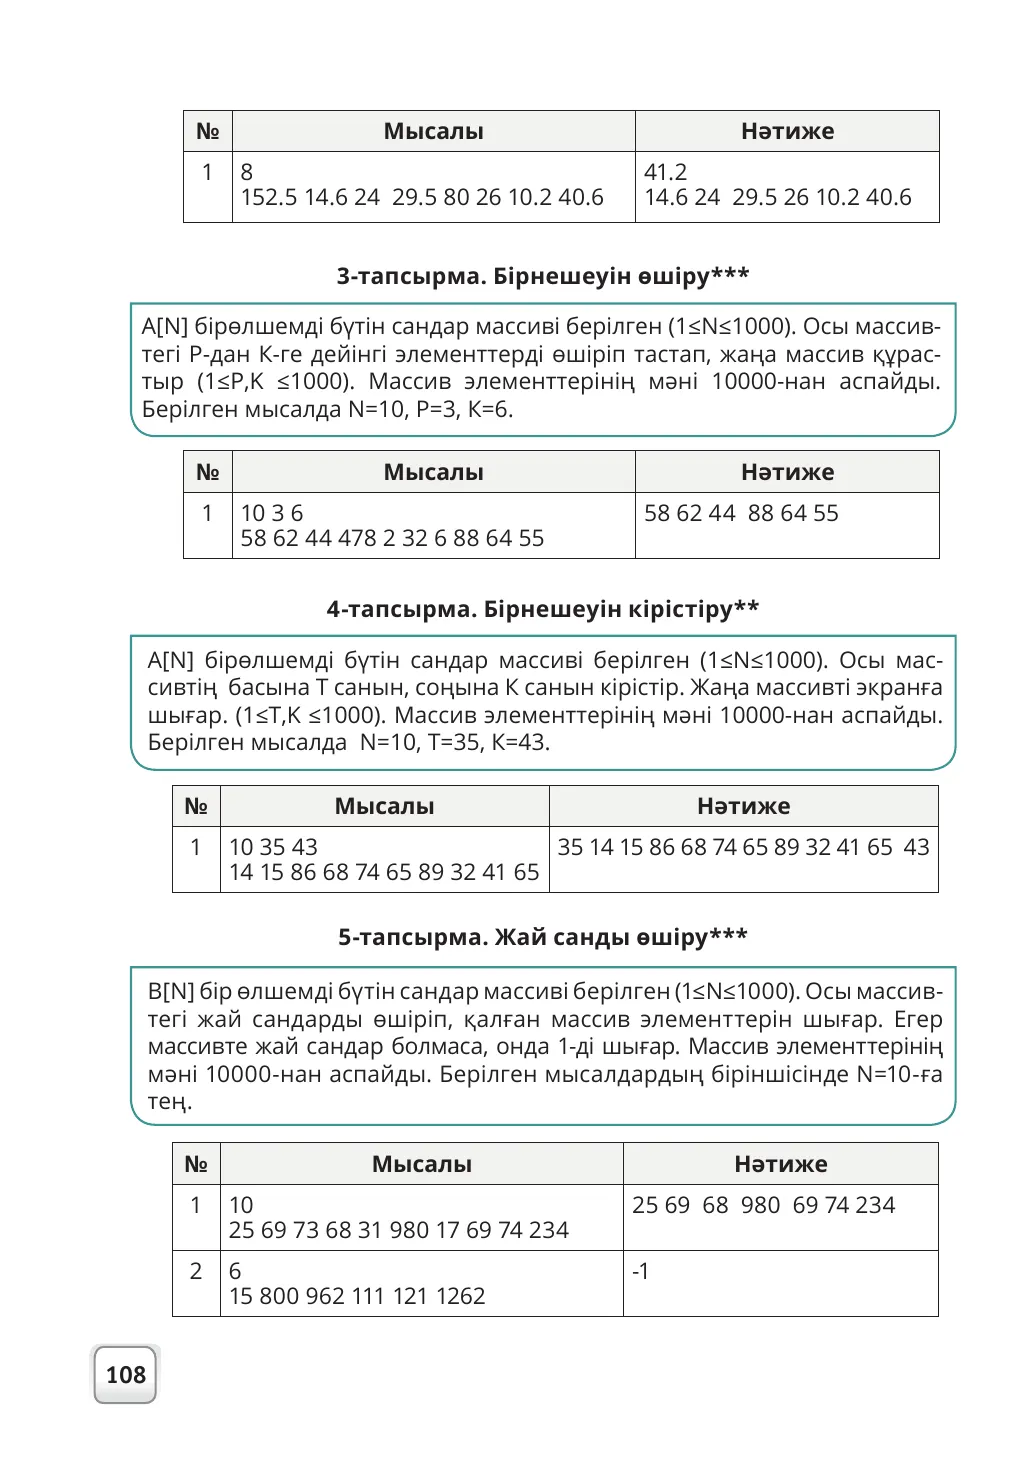 № Мысалы Нәтиже
1 8 41.2
152.5 14.6 24 29.5 80 26 10.2 40.6 14.6 24 29.5 26 10.2 40.6
3-тапсырма. Бірнешеуін өшіру***
A[N] бірөлшемді бүтін сандар массиві берілген (1≤N≤1000). Осы массив-
тегі Р-дан К-ге дейінгі элементтерді өшіріп тастап, жаңа массив құрас-
тыр (1≤P,K ≤1000). Массив элементтерінің мәні 10000-нан аспайды.
Берілген мысалда N=10, P=3, K=6.
№ Мысалы Нәтиже
1 10 3 6 58 62 44 88 64 55
58 62 44 478 2 32 6 88 64 55
4-тапсырма. Бірнешеуін кірістіру**
A[N] бірөлшемді бүтін сандар массиві берілген (1≤N≤1000). Осы мас-
сивтің басына Т санын, соңына К санын кірістір. Жаңа массивті экранға
шығар. (1≤T,K ≤1000). Массив элементтерінің мәні 10000-нан аспайды.
Берілген мысалда N=10, T=35, K=43.
№ Мысалы Нәтиже
1 10 35 43 35 14 15 86 68 74 65 89 32 41 65 43
14 15 86 68 74 65 89 32 41 65
5-тапсырма. Жай санды өшіру***
B[N] бір өлшемді бүтін сандар массиві берілген (1≤N≤1000). Осы массив-
тегі жай сандарды өшіріп, қалған массив элементтерін шығар. Егер
массивте жай сандар болмаса, онда 1-ді шығар. Массив элементтерінің
мәні 10000-нан аспайды. Берілген мысалдардың біріншісінде N=10-ға
тең.
№ Мысалы Нәтиже
1 10 25 69 68 980 69 74 234
25 69 73 68 31 980 17 69 74 234
2 6 -1
15 800 962 111 121 1262
108